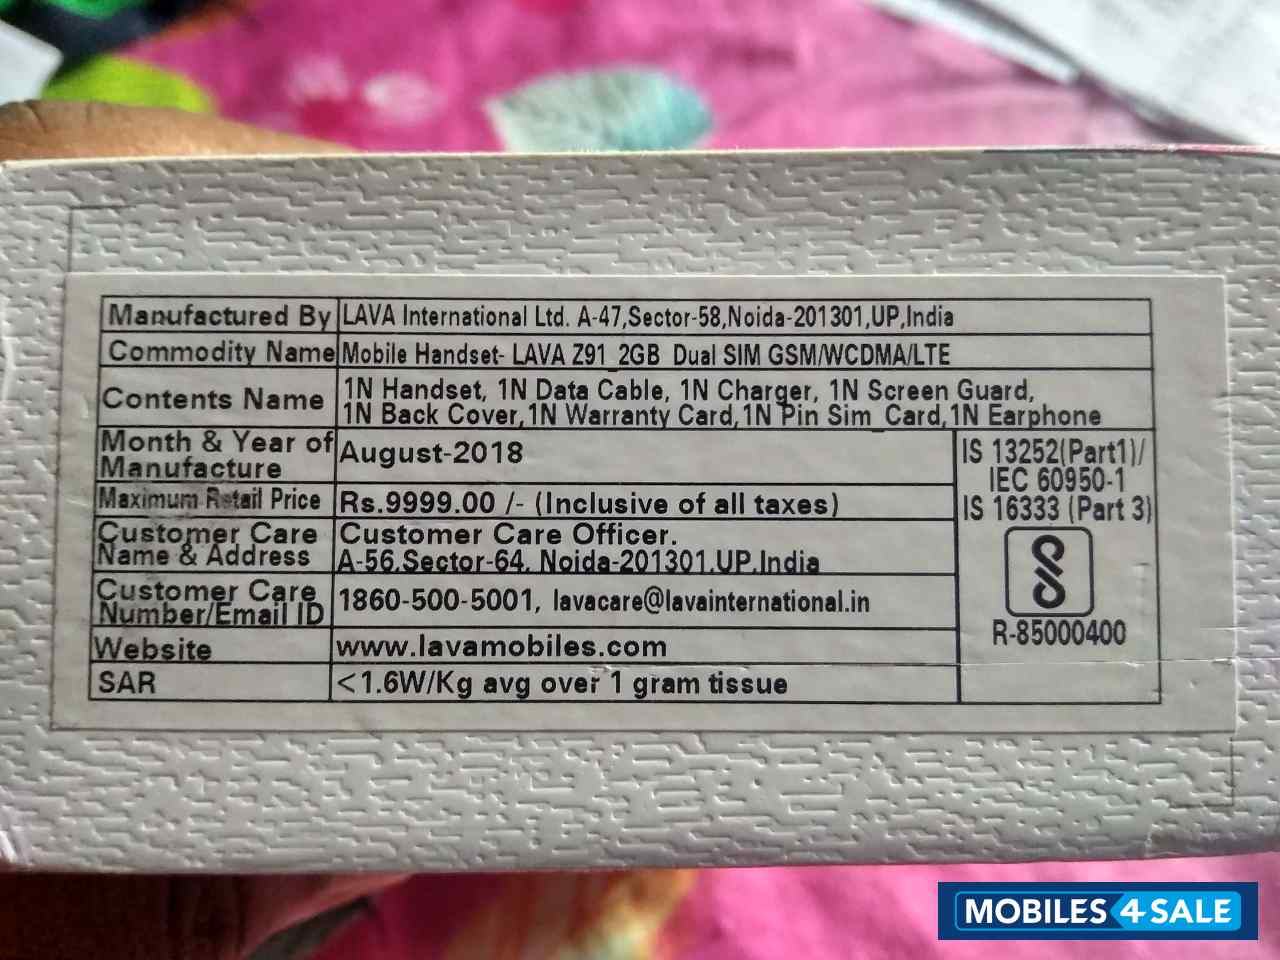 Manufactured By LAVA International Ltd. A-47,Sector-58,Noida-201301,UP,India
Commodity Name Mobile Handset- LAVA Z91_2GB Dual SIM GSM/WCDMA/LTE
Contents Name 1N Handset, 1N Data Cable, 1N Charger, 1N Screen Guard,
1N Back Cover,1N Warranty Card,1N Pin Sim_Card,1N Earphone
Month & Year of
Manufacture August-2018
Maximum Retail Price Rs.9999.00 /- (Inclusive of all taxes)
Customer Care
Name & Address Customer Care Officer.
A-56,Sector-64, Noida-201301,UP,India
Customer Care
Number/Email ID 1860-500-5001, lavacare@lavainternational.in
Website www.lavamobiles.com
SAR <1.6W/Kg avg over 1 gram tissue
IS 13252(Part1)/
IEC 60950-1
IS 16333 (Part 3)
R-85000400
MOBILES 4 SALE